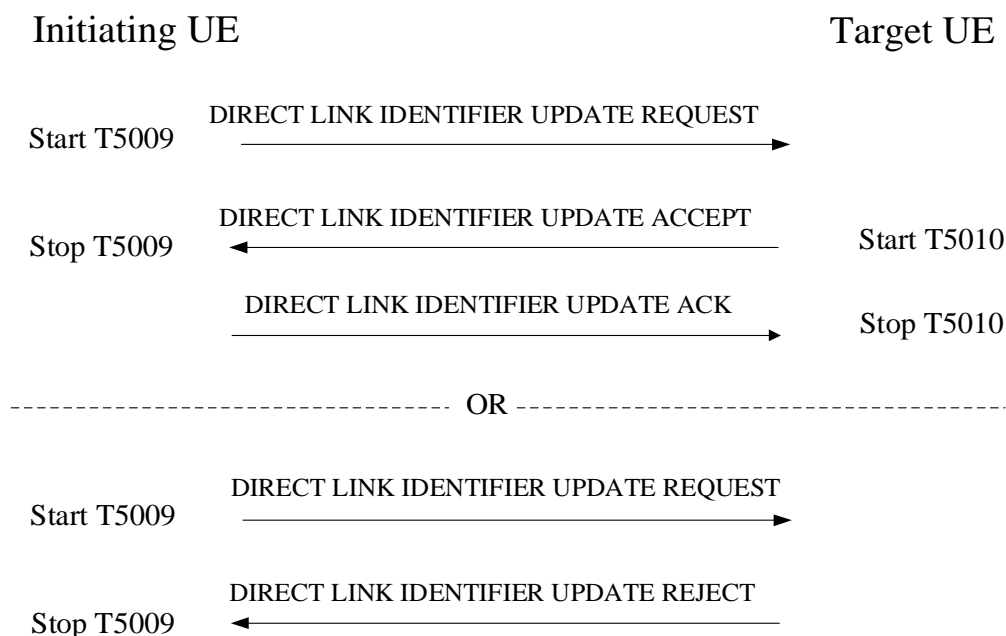 Initiating UE Target UE
DIRECT LINK IDENTIFIER UPDATE REQUEST
Start T5009
DIRECT LINK IDENTIFIER UPDATE ACCEPT
Stop T5009 Start T5010
DIRECT LINK IDENTIFIER UPDATE ACK
Stop T5010
OR
DIRECT LINK IDENTIFIER UPDATE REQUEST
Start T5009
DIRECT LINK IDENTIFIER UPDATE REJECT
Stop T5009